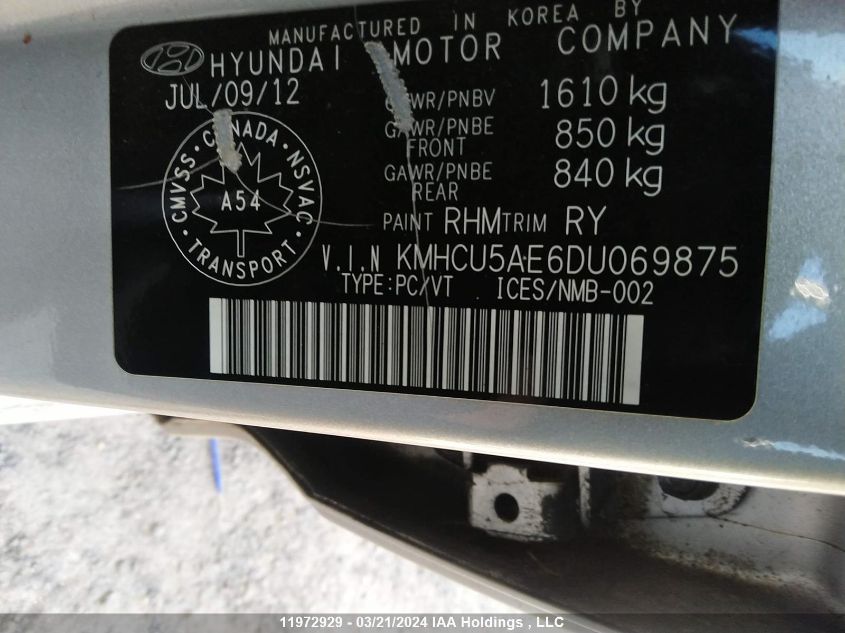 MANUFACTURED IN KOREA BY
HYUNDAI MOTOR COMPANY
JUL/09/12
GVWR/PNBV 1610 kg
GAWR/PNBE FRONT 850 kg
GAWR/PNBE REAR 840 kg
CANADA
CMVSS • NSVAC
A54
TRANSPORT
PAINT RHM TRIM RY
V.I.N KMHCU5AE6DU069875
TYPE:PC/VT ICES/NMB-002
11972929 - 03/21/2024 IAA Holdings , LLC